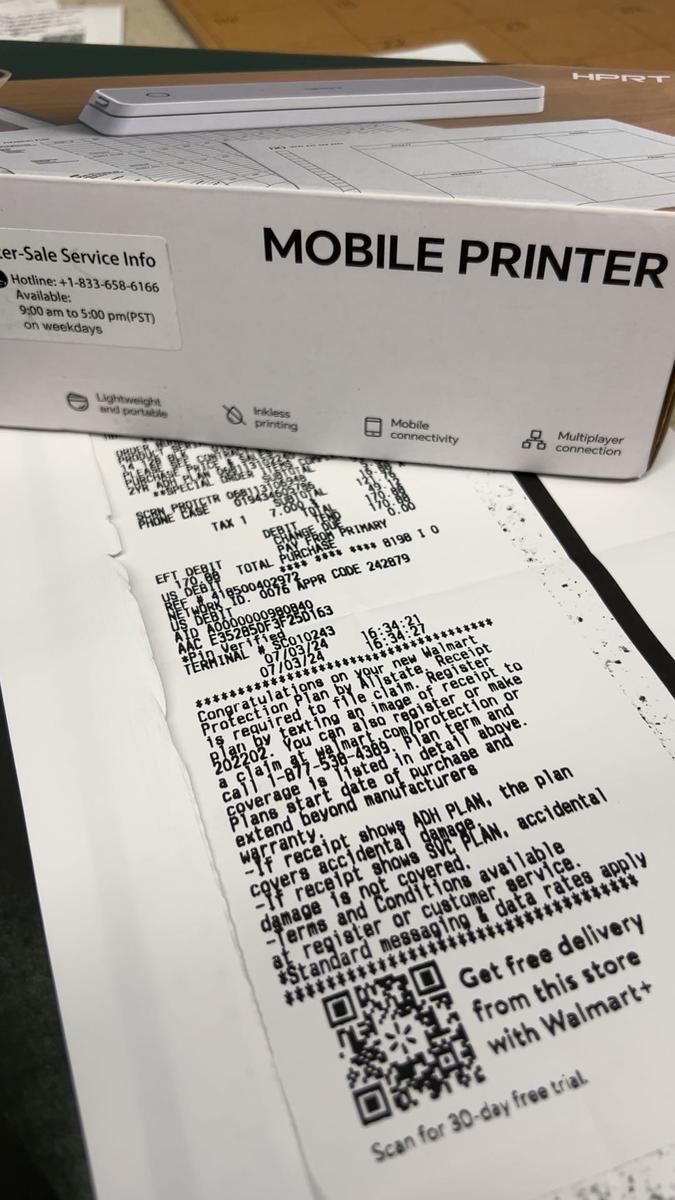 HPRT
MOBILE PRINTER
er-Sale Service Info
Hotline: +1-833-658-6166
Available:
9:00 am to 5:00 pm(PST)
on weekdays
Lightweight
and portable
Inkless
printing
Mobile
connectivity
Multiplayer
connection
SCRN PROTCTR
PHONE CASE
SUBTOTAL
TAX 1
TOTAL
DEBIT TEND
CHANGE DUE
0.00
EFT DEBIT PAY FROM PRIMARY
170.88 TOTAL PURCHASE
US DEBIT **** **** **** 8198 I 0
REF # 418500402972
NETWORK ID. 0076 APPR CODE 242879
US DEBIT
AID A0000000980840
AAC E352B5DF3F25D163
*Pin Verified
TERMINAL # SC010243
07/03/24 16:34:21
07/03/24 16:34:27
Congratulations on your new Walmart
Protection Plan by Allstate. Receipt
is required to file claim. Register
plan by texting an image of receipt to
202202. You can also register or make
a claim at walmart.com/protection or
call 1-877-538-4389. Plan term and
coverage is listed in detail above.
Plans start date of purchase and
extend beyond manufacturers
warranty.
-If receipt shows ADH PLAN, the plan
covers accidental damage.
-If receipt shows SVC PLAN, accidental
damage is not covered.
-Terms and Conditions available
at register or customer service.
*Standard messaging & data rates apply
Get free delivery
from this store
with Walmart+
Scan for 30-day free trial.